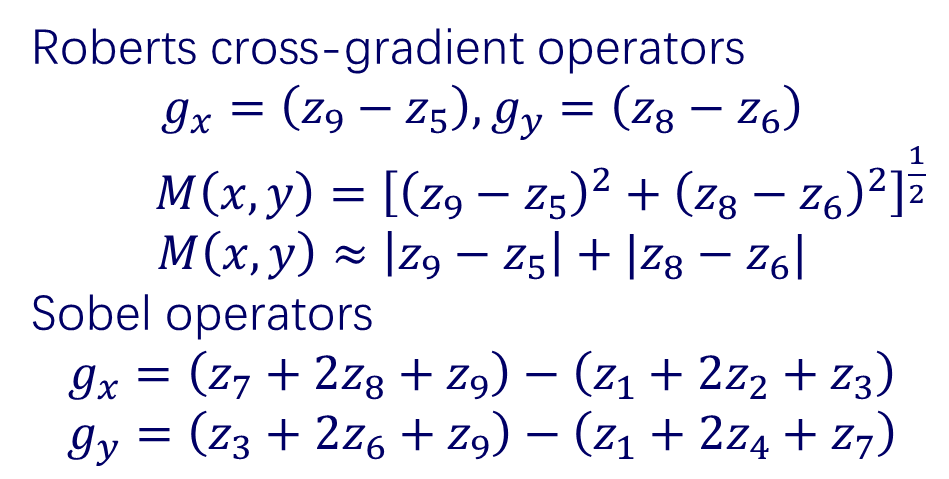 Roberts cross-gradient operators
$g_x = (z_9 - z_5), g_y = (z_8 - z_6)$
$M(x, y) = [(z_9 - z_5)^2 + (z_8 - z_6)^2]^{\frac{1}{2}}$
$M(x, y) \approx |z_9 - z_5| + |z_8 - z_6|$
Sobel operators
$g_x = (z_7 + 2z_8 + z_9) - (z_1 + 2z_2 + z_3)$
$g_y = (z_3 + 2z_6 + z_9) - (z_1 + 2z_4 + z_7)$